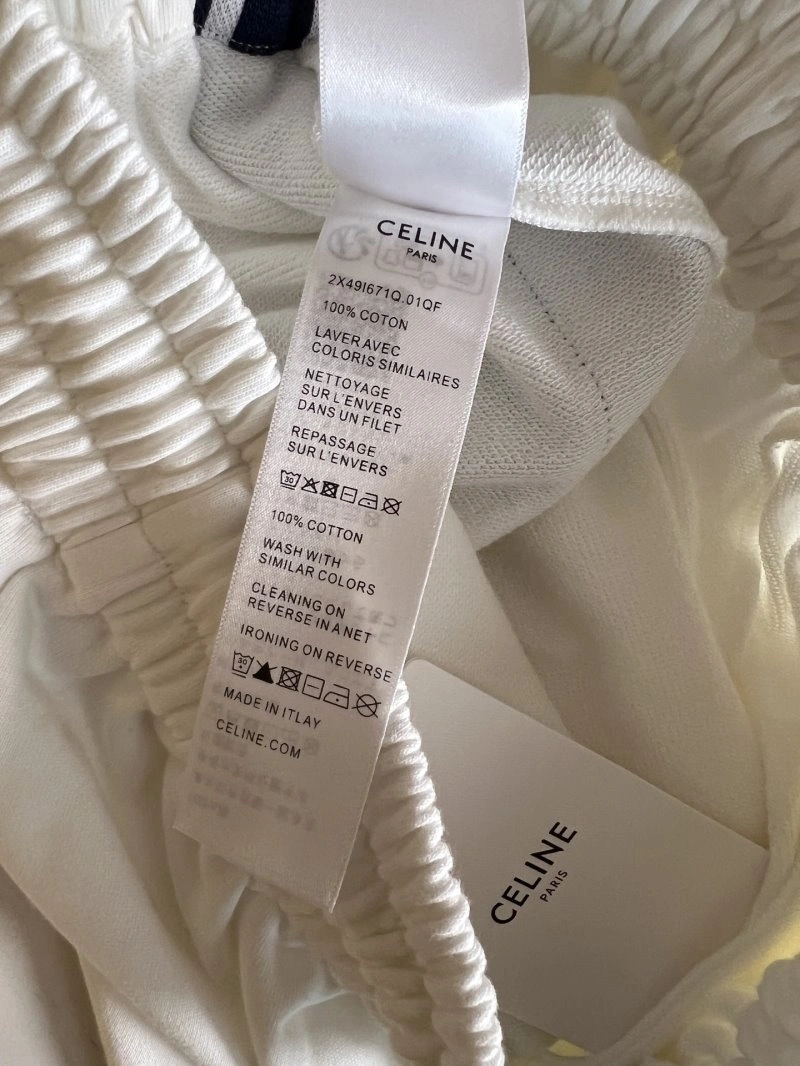 CELINE
PARIS
2X49I671Q.01QF
100% COTON
LAVER AVEC
COLORIS SIMILAIRES
NETTOYAGE
SUR L'ENVERS
DANS UN FILET
REPASSAGE
SUR L'ENVERS
30
100% COTTON
WASH WITH
SIMILAR COLORS
CLEANING ON
REVERSE IN A NET
IRONING ON REVERSE
30
MADE IN ITLAY
CELINE.COM
CELINE
PARIS